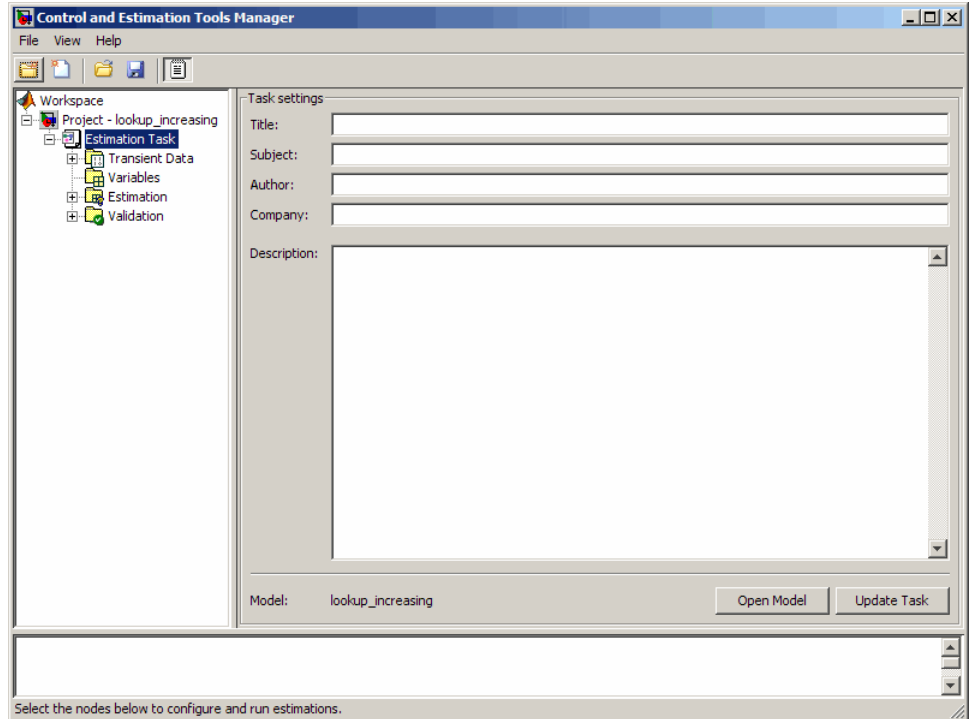 Control and Estimation Tools Manager
File View Help
Workspace
Project - lookup_increasing
Estimation Task
Transient Data
Variables
Estimation
Validation
Task settings
Title:
Subject:
Author:
Company:
Description:
Model: lookup_increasing
Open Model
Update Task
Select the nodes below to configure and run estimations.